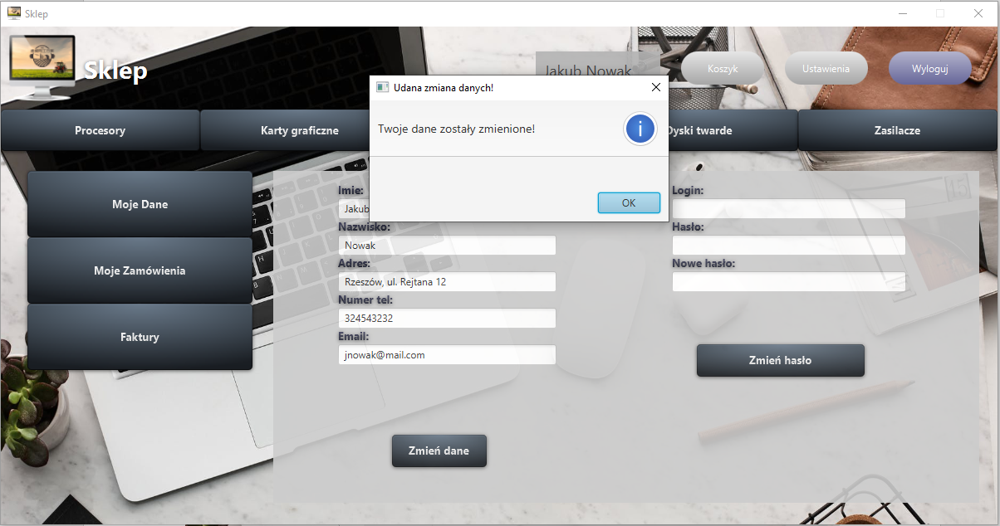 Sklep
Sklep
Jakub Nowak
Koszyk
Ustawienia
Wyloguj
Udana zmiana danych!
Twoje dane zostały zmienione!
OK
Procesory
Karty graficzne
Dyski twarde
Zasilacze
Moje Dane
Moje Zamówienia
Faktury
Imie:
Jakub
Nazwisko:
Nowak
Adres:
Rzeszów, ul. Rejtana 12
Numer tel:
324543232
Email:
jnowak@mail.com
Zmień dane
Login:
Hasło:
Nowe hasło:
Zmień hasło